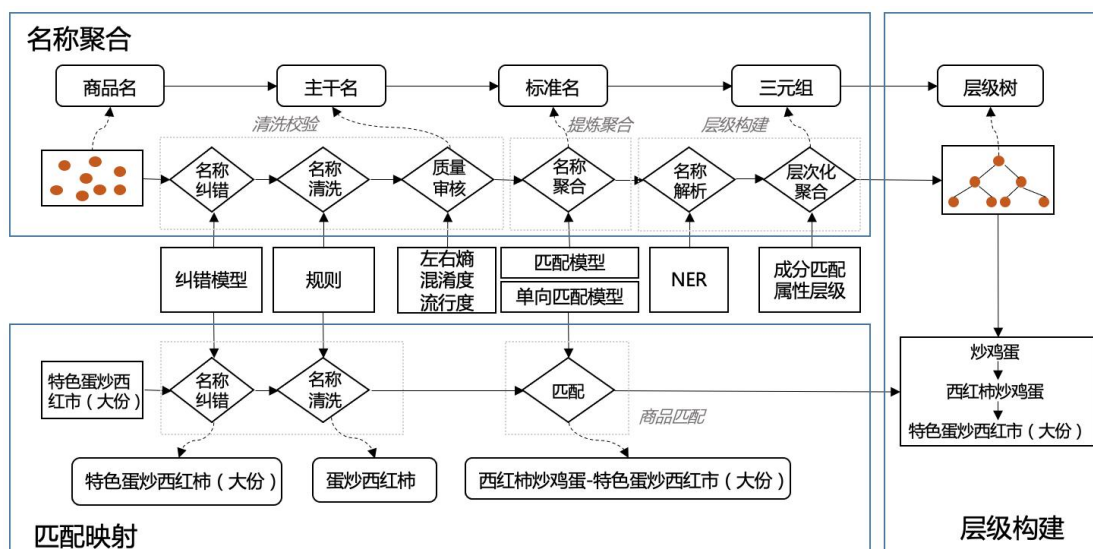 名称聚合
商品名
主干名
标准名
三元组
层级树
清洗校验
提炼聚合
层级构建
名称
纠错
名称
清洗
质量
审核
名称
聚合
名称
解析
层次化
聚合
纠错模型
规则
左右熵
混淆度
流行度
匹配模型
单向匹配模型
NER
成分匹配
属性层级
特色蛋炒西
红市（大份）
名称
纠错
名称
清洗
匹配
商品匹配
炒鸡蛋
西红柿炒鸡蛋
特色蛋炒西红市（大份）
特色蛋炒西红柿（大份）
蛋炒西红柿
西红柿炒鸡蛋-特色蛋炒西红市（大份）
匹配映射
层级构建